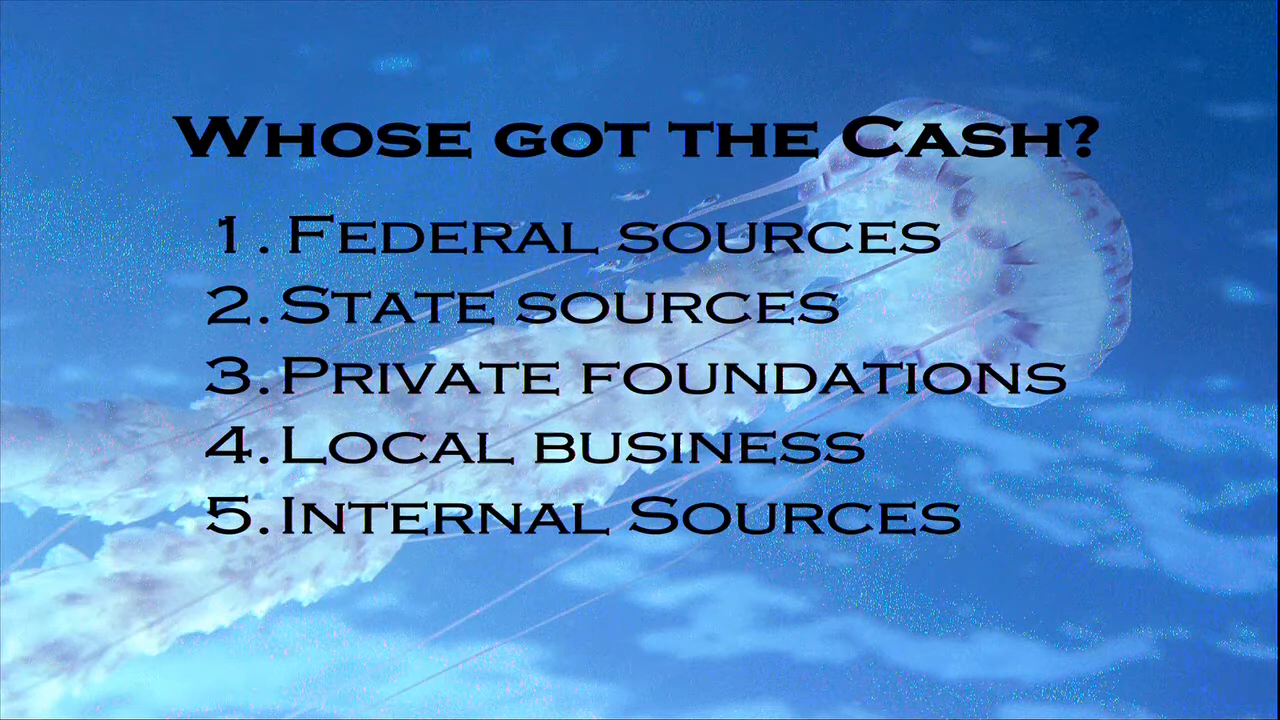 Whose got the Cash?
1. Federal sources
2. State sources
3. Private foundations
4. Local business
5. Internal Sources